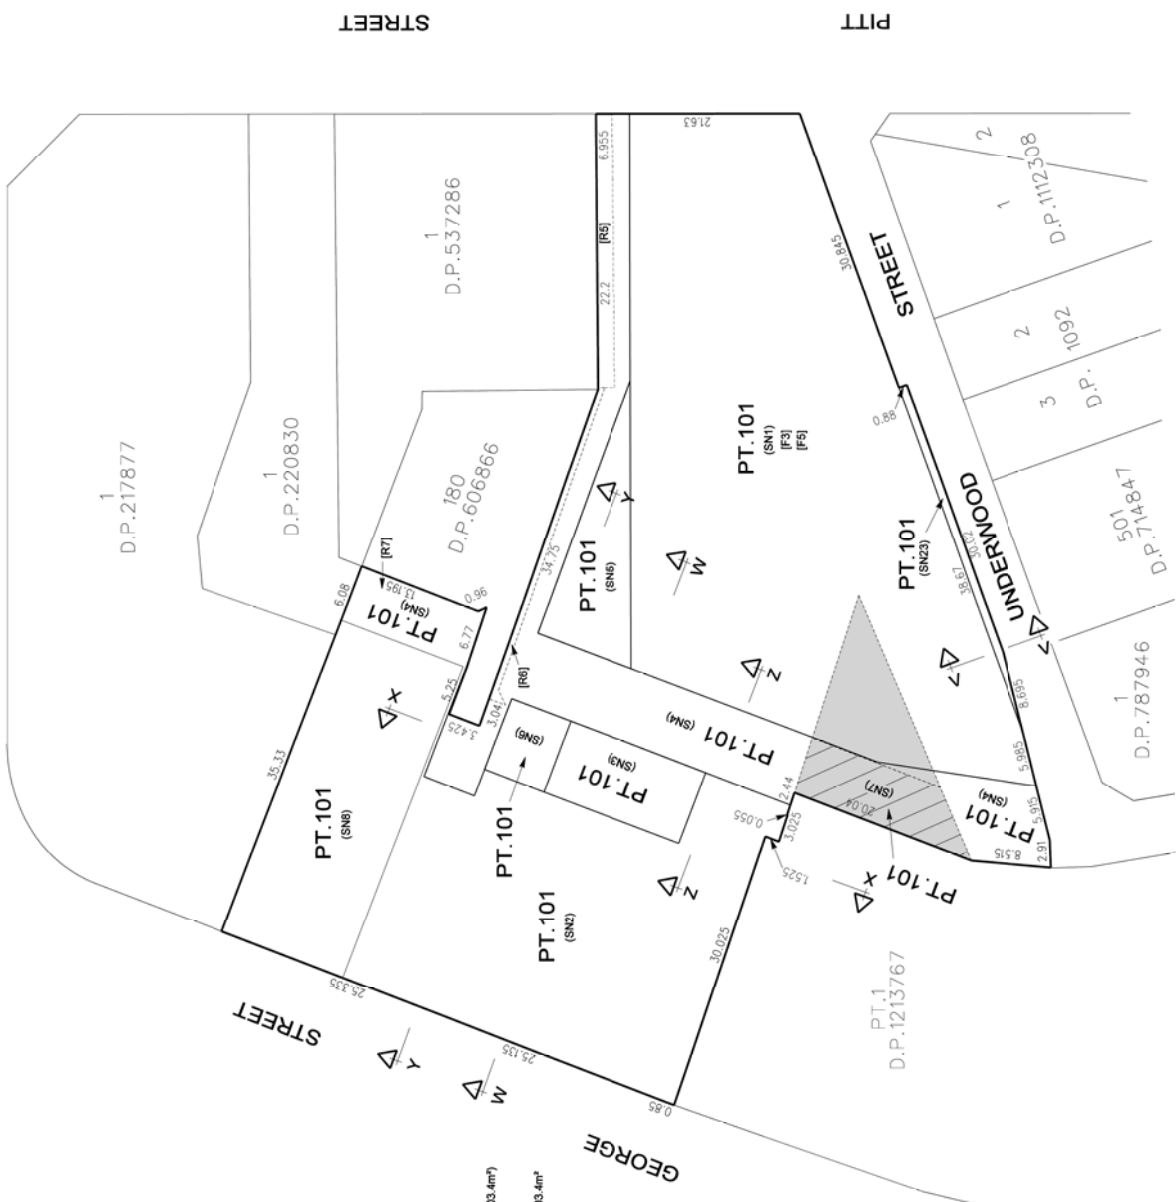 STREET
PITT
21.63
6.955
[R5]
22.2
1
D.P.537286
2
D.P.1112308
1
30.845
STREET
2
D.P. 1092
3
0.88
PT.101
(SN1)
[F3]
[F5]
1
D.P.217877
1
D.P.220830
180
D.P.606866
501
D.P.714847
UNDERWOOD
30.02
38.67
PT.101
(SN23)
Y
34.75
PT.101
(SN5)
W
[R7]
13.195
6.08
PT.101
(SN4)
0.96
6.77
5.25
[R6]
V
V
Z
1
D.P.787946
8.695
5.985
X
3.425
3.04
PT.101
(SN4)
(SN6)
PT.101
(SN3)
35.33
PT.101
(SN8)
PT.101
2.44
0.055
3.025
1.525
(SN7)
20.04
PT.101
(SN4)
5.915
2.91
8.515
X
PT.101
Z
PT.101
(SN2)
30.025
25.335
STREET
Y
25.135
W
0.85
PT.1
D.P.1213767
GEORGE
03.4m²)
03.4m²